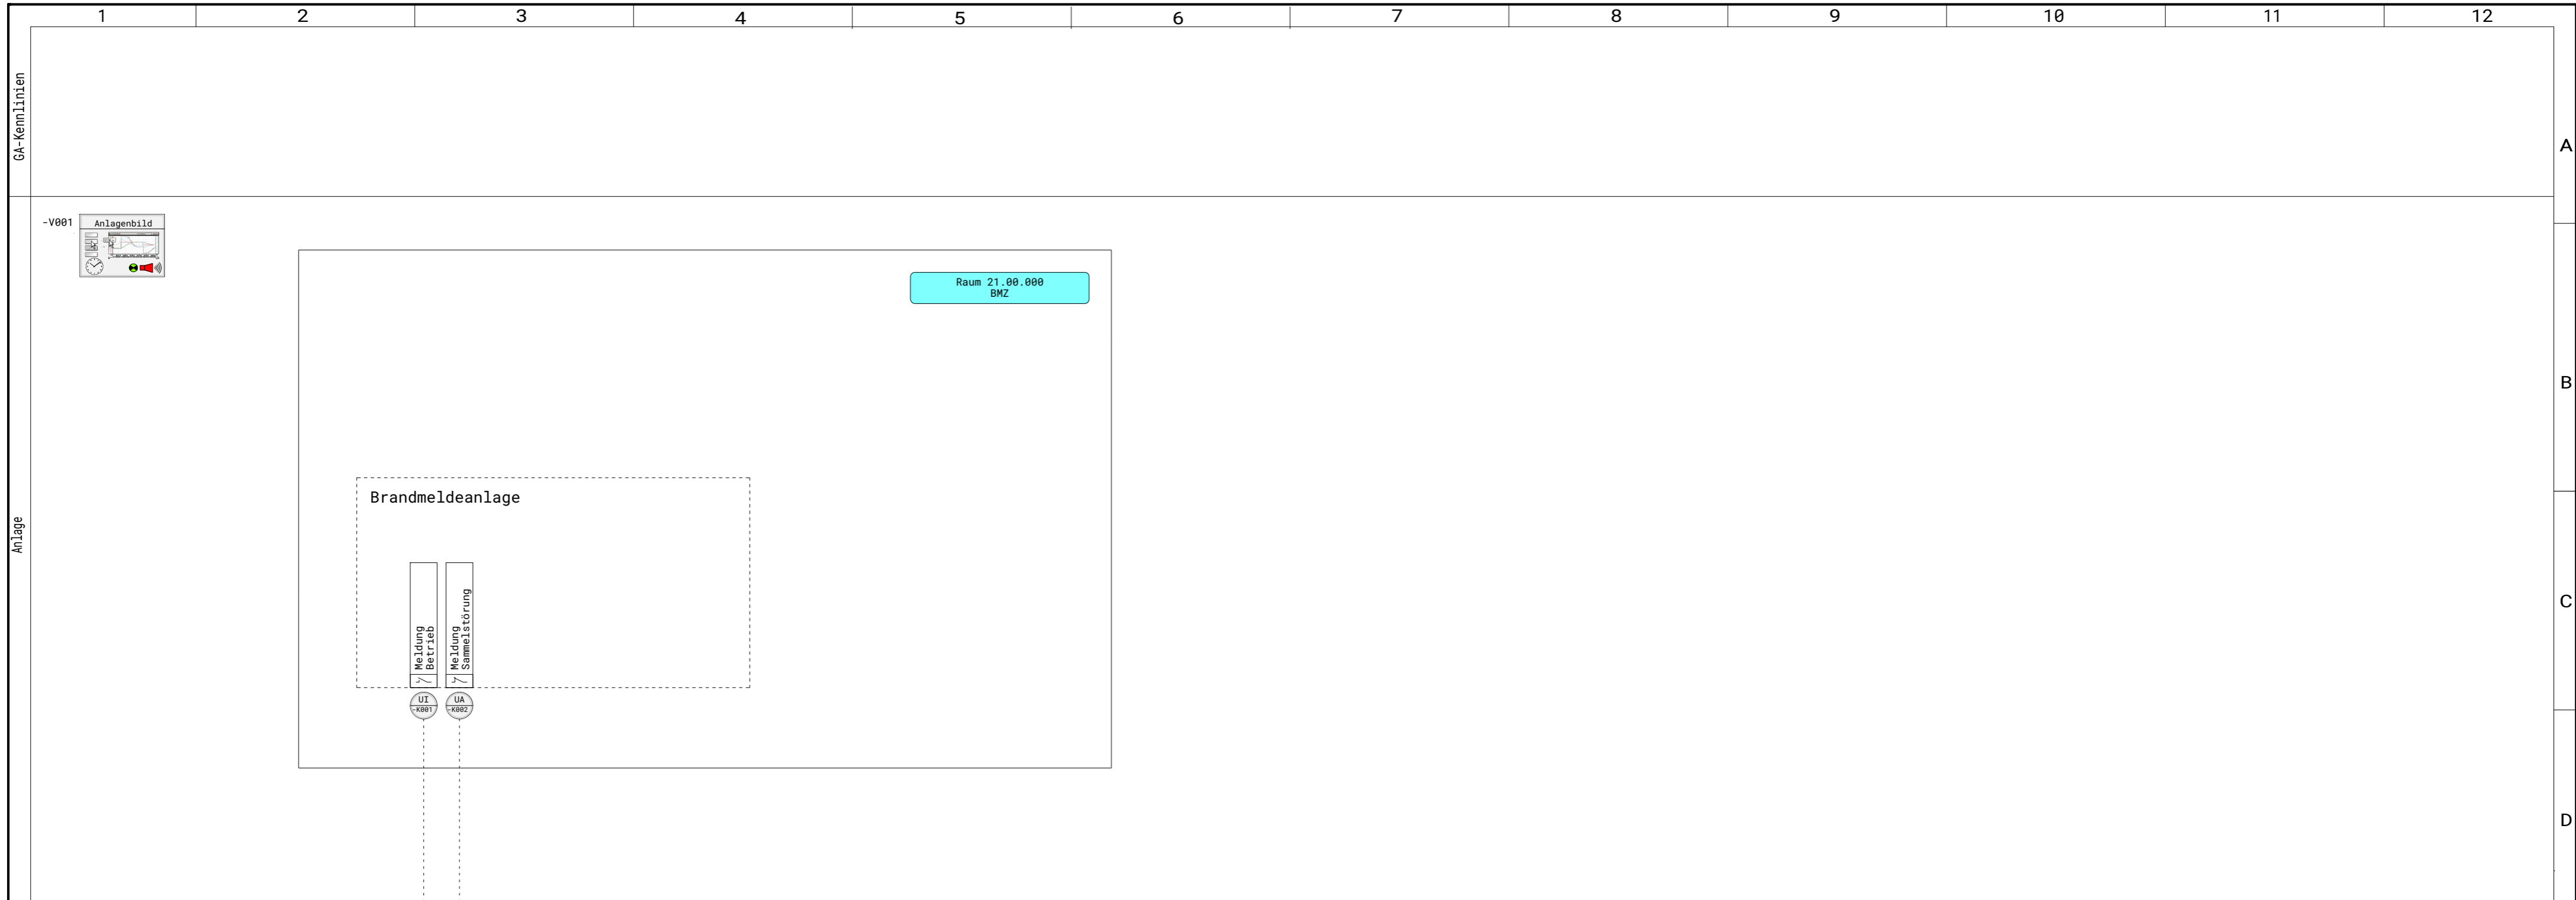 1 2 3 4 5 6 7 8 9 10 11 12
GA-Kennlinien
A
-V001
Anlagenbild
Raum 21.00.000
BMZ
B
Brandmeldeanlage
Anlage
Meldung
Betrieb
Meldung
Sammelstörung
C
UI
-K001
UA
-K002
D